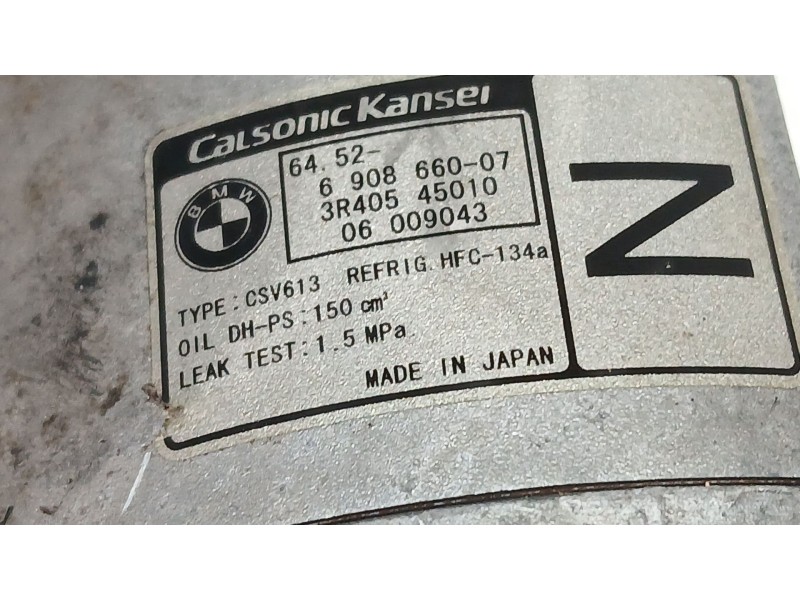 CALSONIC KANSEI
BMW
64. 52-
6 908 660-07
3R405 45010
06 009043
TYPE : CSV613 REFRIG. HFC-134a
OIL DH-PS : 150 cm³
LEAK TEST : 1.5 MPa.
MADE IN JAPAN
N